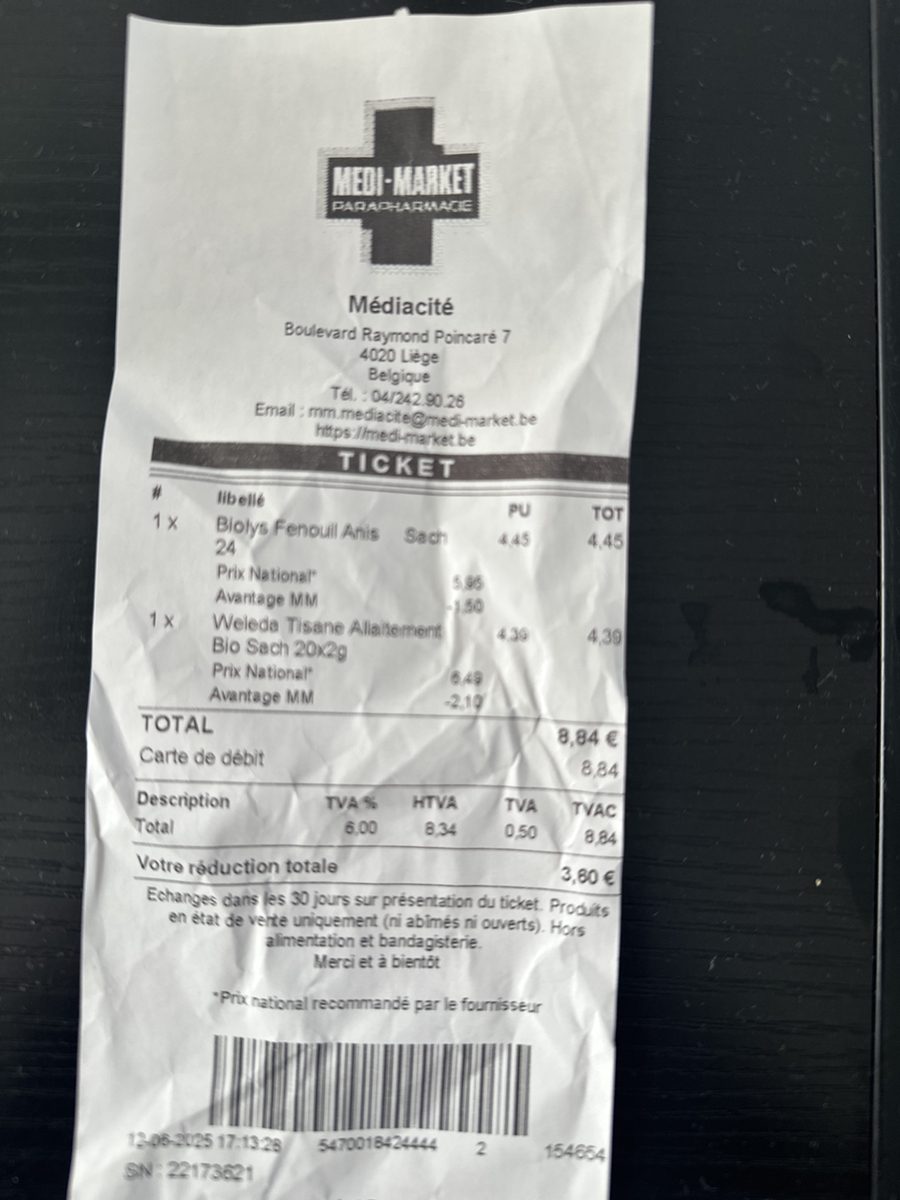 MEDI-MARKET
PARAPHARMACIE
Médiacité
Boulevard Raymond Poincaré 7
4020 Liège
Belgique
Tél. : 04/242.90.26
Email : mm.mediacite@medi-market.be
https://medi-market.be
TICKET
# libellé PU TOT
1 x Biolys Fenouil Anis Sach 4,45 4,45
24
Prix National* 5,95
Avantage MM -1,50
1 x Weleda Tisane Allaitement 4,39 4,39
Bio Sach 20x2g
Prix National* 6,49
Avantage MM -2,10
TOTAL 8,84 €
Carte de débit 8,84
Description TVA % HTVA TVA TVAC
Total 6,00 8,34 0,50 8,84
Votre réduction totale 3,60 €
Echanges dans les 30 jours sur présentation du ticket. Produits
en état de vente uniquement (ni abîmés ni ouverts). Hors
alimentation et bandagisterie.
Merci et à bientôt
*Prix national recommandé par le fournisseur
12-06-2025 17:13:28 5470018424444 2 154654
SN : 22173621